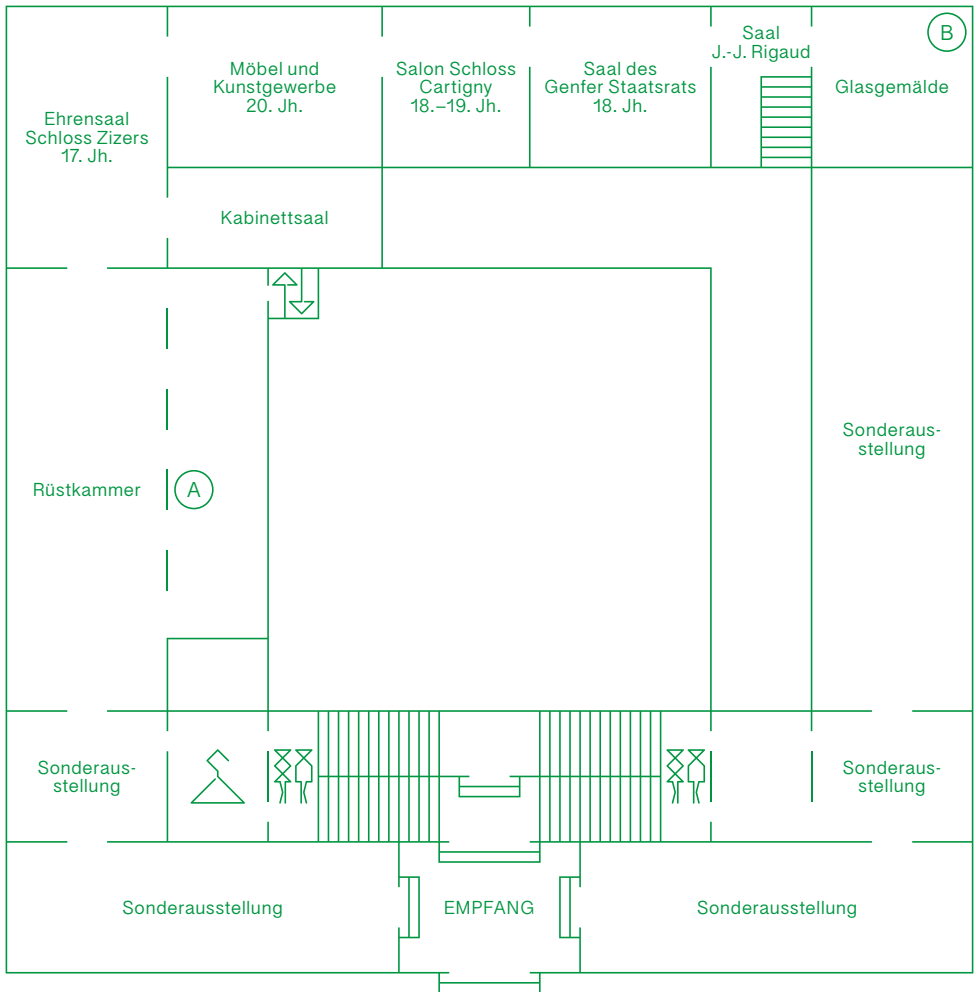 Saal
J.-J. Rigaud
B
Möbel und
Kunstgewerbe
20. Jh.
Salon Schloss
Cartigny
18.–19. Jh.
Saal des
Genfer Staatsrats
18. Jh.
Glasgemälde
Ehrensaal
Schloss Zizers
17. Jh.
Kabinettsaal
Sonderaus-
stellung
Rüstkammer
A
Sonderaus-
stellung
Sonderaus-
stellung
Sonderausstellung
EMPFANG
Sonderausstellung